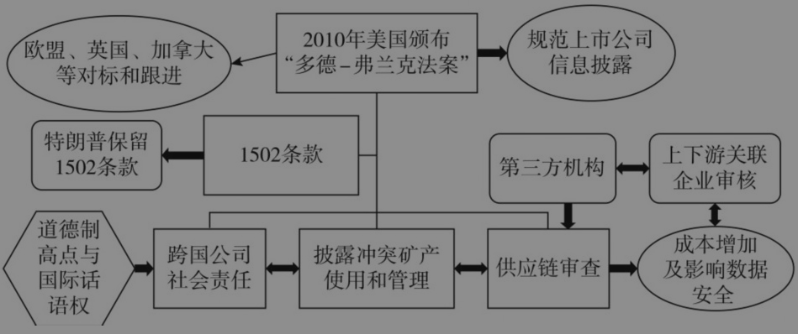 欧盟、英国、加拿大
等对标和跟进
2010年美国颁布
“多德－弗兰克法案”
规范上市公司
信息披露
特朗普保留
1502条款
1502条款
第三方机构
上下游关联
企业审核
道德制
高点与
国际话
语权
跨国公司
社会责任
披露冲突矿产
使用和管理
供应链审查
成本增加
及影响数据
安全